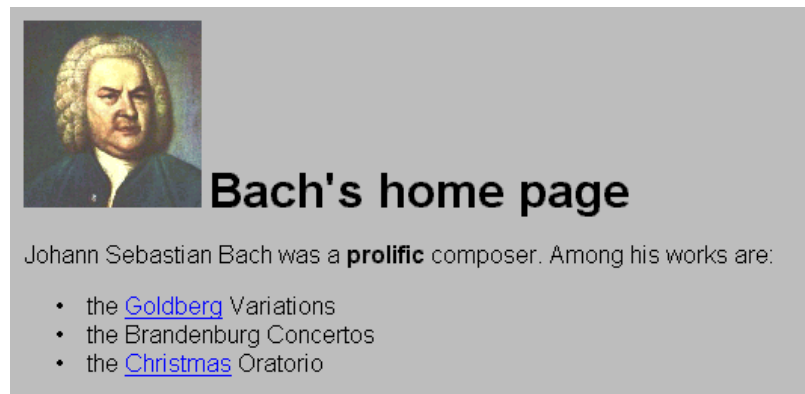 Bach's home page
Johann Sebastian Bach was a prolific composer. Among his works are:
• the Goldberg Variations
• the Brandenburg Concertos
• the Christmas Oratorio